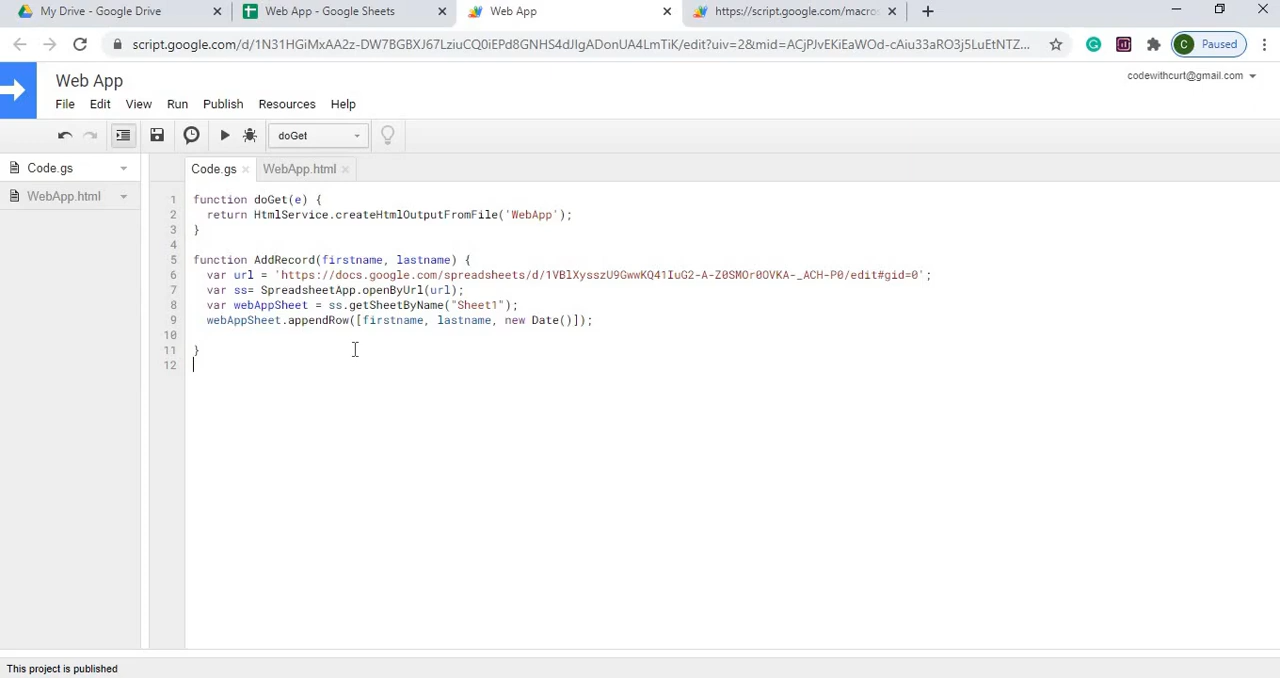 My Drive - Google Drive
Web App - Google Sheets
Web App
https://script.google.com/macros
script.google.com/d/1N31HGiMxAA2z-DW7BGBXJ67LziuCQ0iEPd8GNHS4dJIgADonUA4LmTiK/edit?uiv=2&mid=ACjPJvEKiEaWOd-cAiu33aRO3j5LuEtNTZ...
C Paused
Web App
codewithcurt@gmail.com
File Edit View Run Publish Resources Help
doGet
Code.gs
WebApp.html
Code.gs
WebApp.html
1 function doGet(e) {
2 return HtmlService.createHtmlOutputFromFile('WebApp');
3 }
4
5 function AddRecord(firstname, lastname) {
6 var url = 'https://docs.google.com/spreadsheets/d/1VBlXysszU9GwwKQ41IuG2-A-Z0SMOr0OVKA-_ACH-P0/edit#gid=0';
7 var ss= SpreadsheetApp.openByUrl(url);
8 var webAppSheet = ss.getSheetByName("Sheet1");
9 webAppSheet.appendRow([firstname, lastname, new Date()]);
10
11 }
12
This project is published